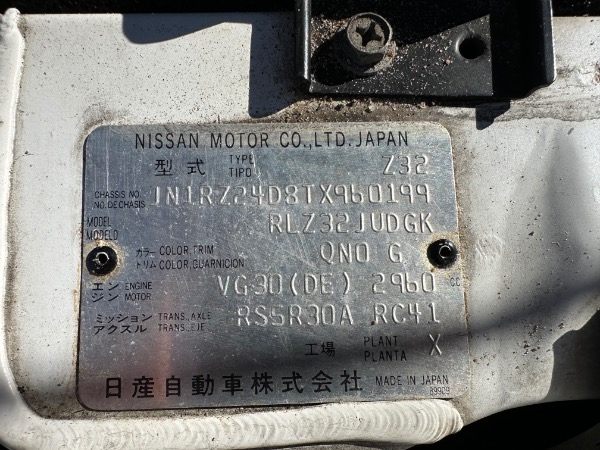 NISSAN MOTOR CO.,LTD. JAPAN
型式 TYPE TIPO Z32
CHASSIS NO. NO.DECHASIS JN1RZ24D8TX960199
MODEL MODELO RLZ32JUDGK
カラー COLOR,TRIM QN0 G
トリム COLOR,GUARNICION
エンジン ENGINE MOTOR VG30(DE) 2960 CC
ミッション TRANS.,AXLE RS5R30A RC41
アクスル TRANS.,EJE
工場 PLANT PLANTA X
日産自動車株式会社 MADE IN JAPAN